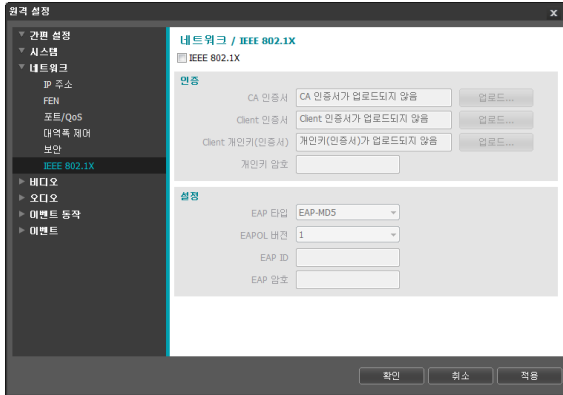 원격 설정
x
간편 설정
시스템
네트워크
IP 주소
FEN
포트/QoS
대역폭 제어
보안
IEEE 802.1X
비디오
오디오
이벤트 동작
이벤트
네트워크 / IEEE 802.1X
IEEE 802.1X
인증
CA 인증서 CA 인증서가 업로드되지 않음 업로드...
Client 인증서 Client 인증서가 업로드되지 않음 업로드...
Client 개인키(인증서) 개인키(인증서)가 업로드되지 않음 업로드...
개인키 암호
설정
EAP 타입 EAP-MD5
EAPOL 버전 1
EAP ID
EAP 암호
확인 취소 적용